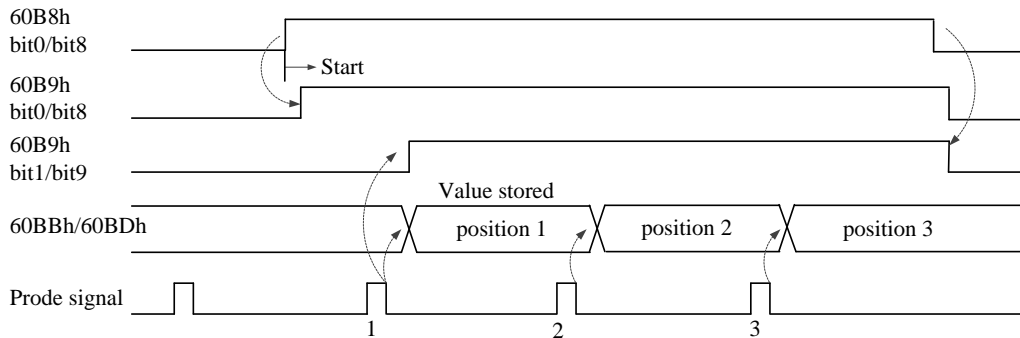 60B8h
bit0/bit8
Start
60B9h
bit0/bit8
60B9h
bit1/bit9
Value stored
60BBh/60BDh
position 1
position 2
position 3
Prode signal
1
2
3